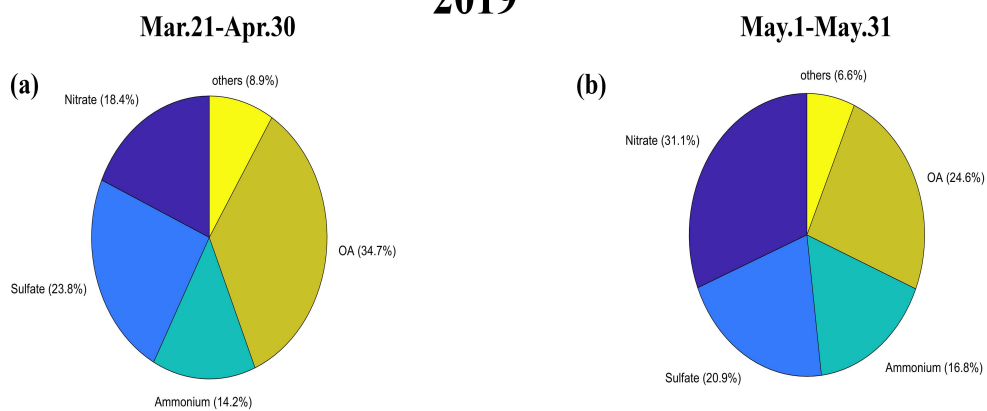 2019
Mar.21-Apr.30
May.1-May.31
(a)
others (8.9%)
Nitrate (18.4%)
OA (34.7%)
Sulfate (23.8%)
Ammonium (14.2%)
(b)
others (6.6%)
Nitrate (31.1%)
OA (24.6%)
Ammonium (16.8%)
Sulfate (20.9%)